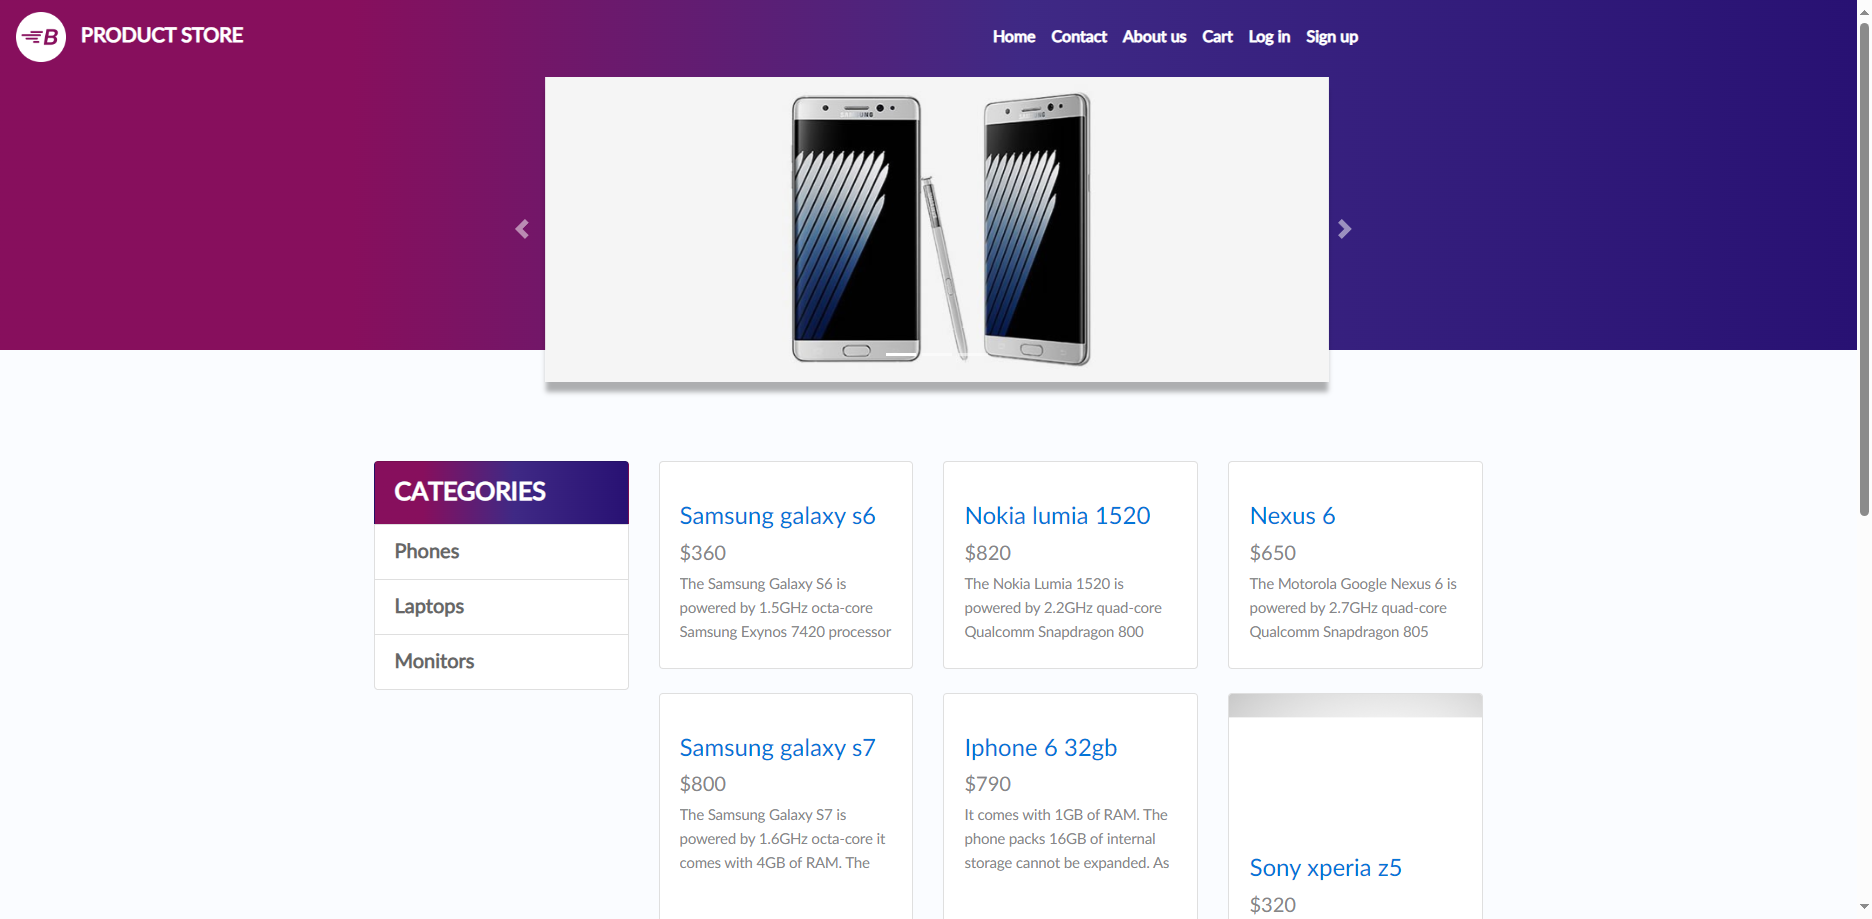 B PRODUCT STORE
Home Contact About us Cart Log in Sign up
SAMSUNG
SAMSUNG
CATEGORIES
Phones
Laptops
Monitors
Samsung galaxy s6
$360
The Samsung Galaxy S6 is
powered by 1.5GHz octa-core
Samsung Exynos 7420 processor
Nokia lumia 1520
$820
The Nokia Lumia 1520 is
powered by 2.2GHz quad-core
Qualcomm Snapdragon 800
Nexus 6
$650
The Motorola Google Nexus 6 is
powered by 2.7GHz quad-core
Qualcomm Snapdragon 805
Samsung galaxy s7
$800
The Samsung Galaxy S7 is
powered by 1.6GHz octa-core it
comes with 4GB of RAM. The
Iphone 6 32gb
$790
It comes with 1GB of RAM. The
phone packs 16GB of internal
storage cannot be expanded. As
Sony xperia z5
$320